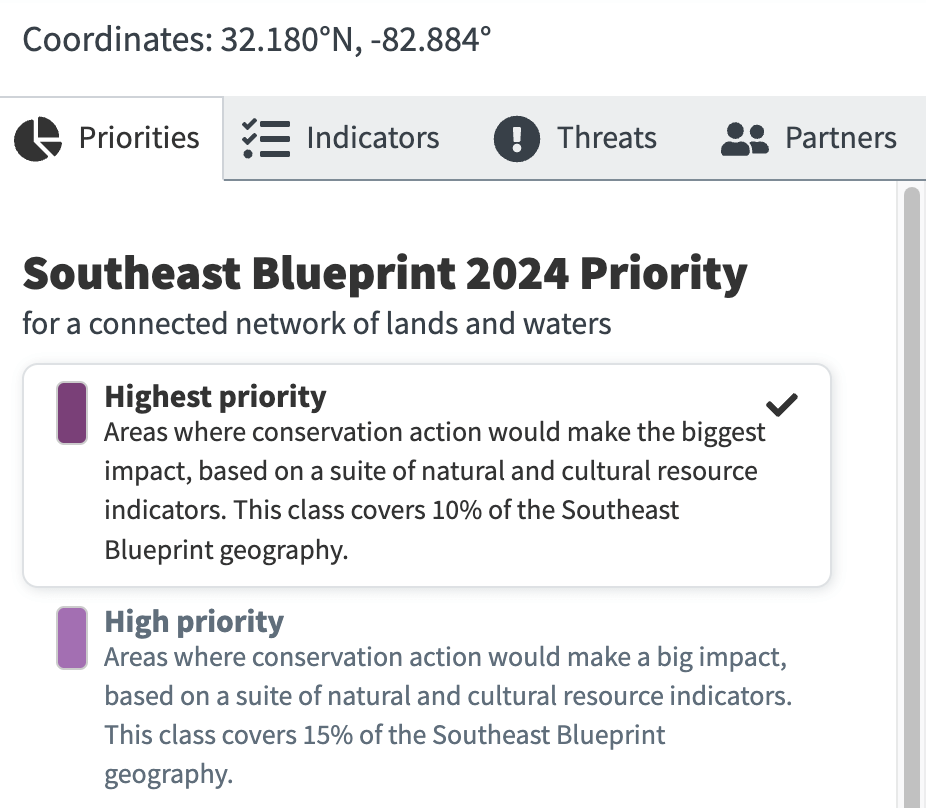 Coordinates: 32.180°N, -82.884°
Priorities
Indicators
Threats
Partners
Southeast Blueprint 2024 Priority
for a connected network of lands and waters
Highest priority
Areas where conservation action would make the biggest
impact, based on a suite of natural and cultural resource
indicators. This class covers 10% of the Southeast
Blueprint geography.
High priority
Areas where conservation action would make a big impact,
based on a suite of natural and cultural resource indicators.
This class covers 15% of the Southeast Blueprint
geography.